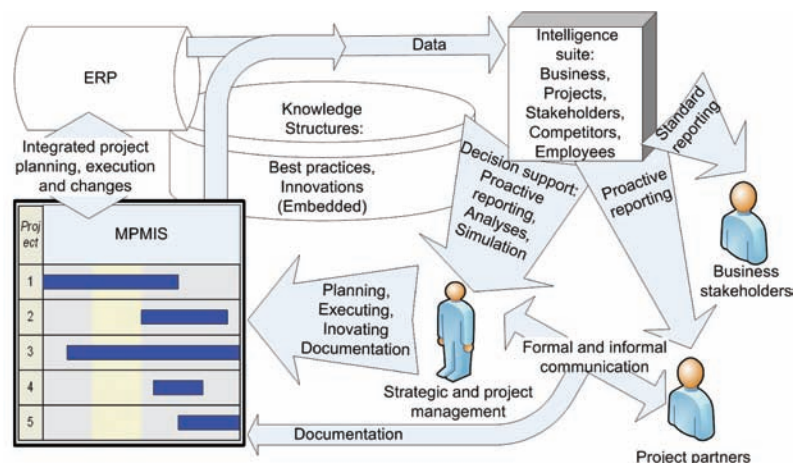 ERP
Data
Intelligence
suite:
Business,
Projects,
Stakeholders,
Competitors,
Employees
Standard
reporting
Knowledge
Structures:
Best practices,
Innovations
(Embedded)
Integrated project
planning, execution
and changes
Decision support:
Proactive
reporting,
Analyses,
Simulation
Proactive
reporting
Business
stakeholders
Proj
ect
MPMIS
1
2
3
4
5
Planning,
Executing,
Inovating
Documentation
Strategic and project
management
Formal and informal
communication
Documentation
Project partners